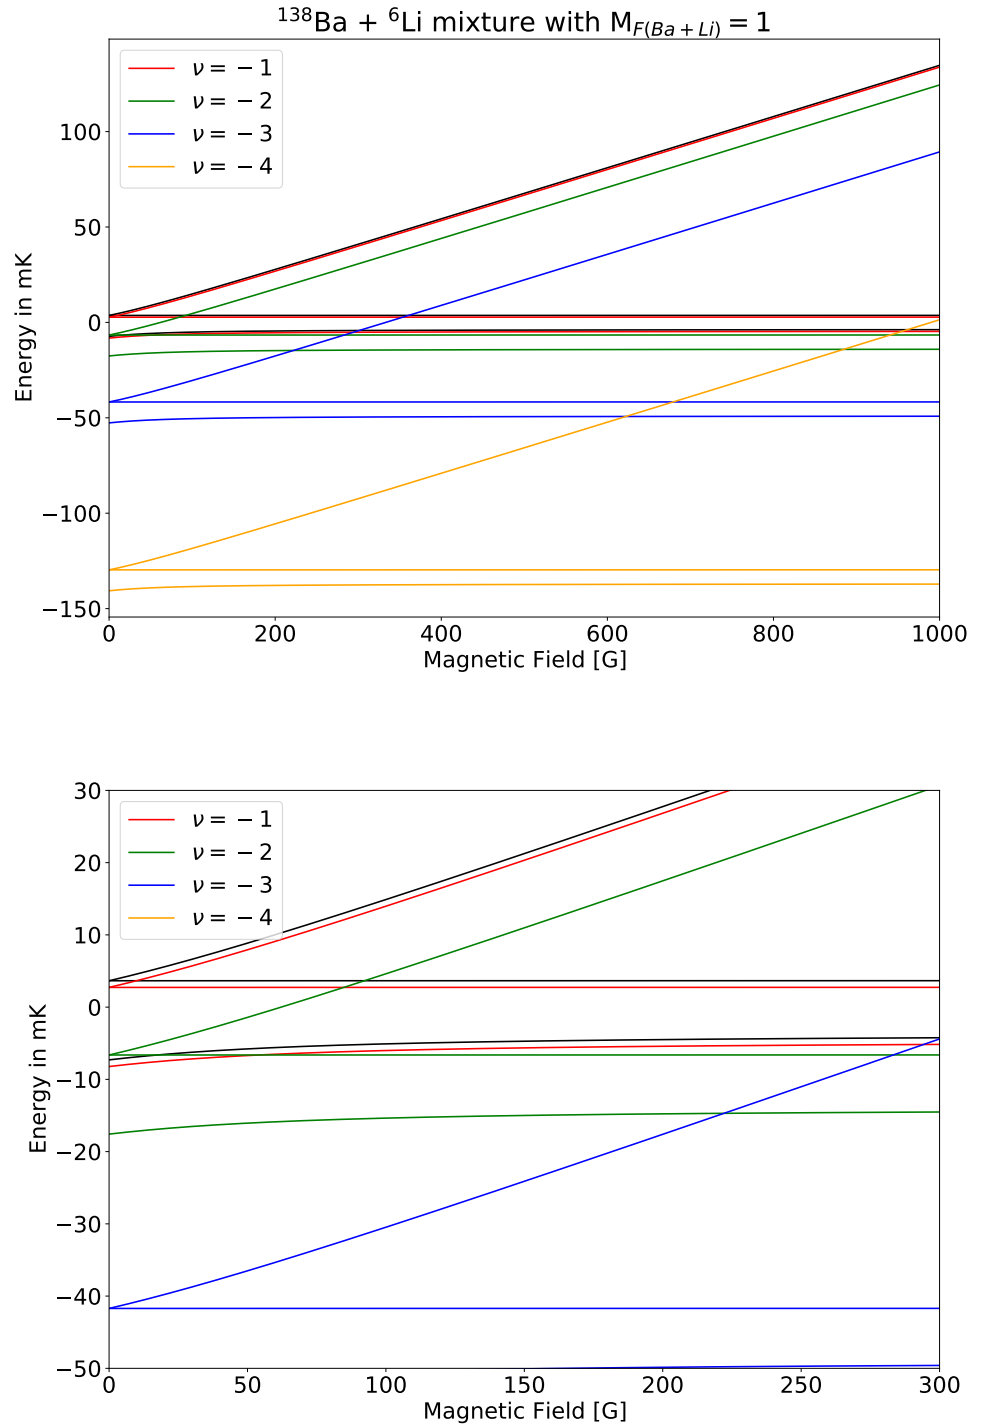 ¹³⁸Ba + ⁶Li mixture with M_F(Ba+Li) = 1
ν = −1
ν = −2
ν = −3
ν = −4
100
50
0
−50
−100
−150
Energy in mK
0 200 400 600 800 1000
Magnetic Field [G]
30
20
10
0
−10
−20
−30
−40
−50
ν = −1
ν = −2
ν = −3
ν = −4
Energy in mK
0 50 100 150 200 250 300
Magnetic Field [G]